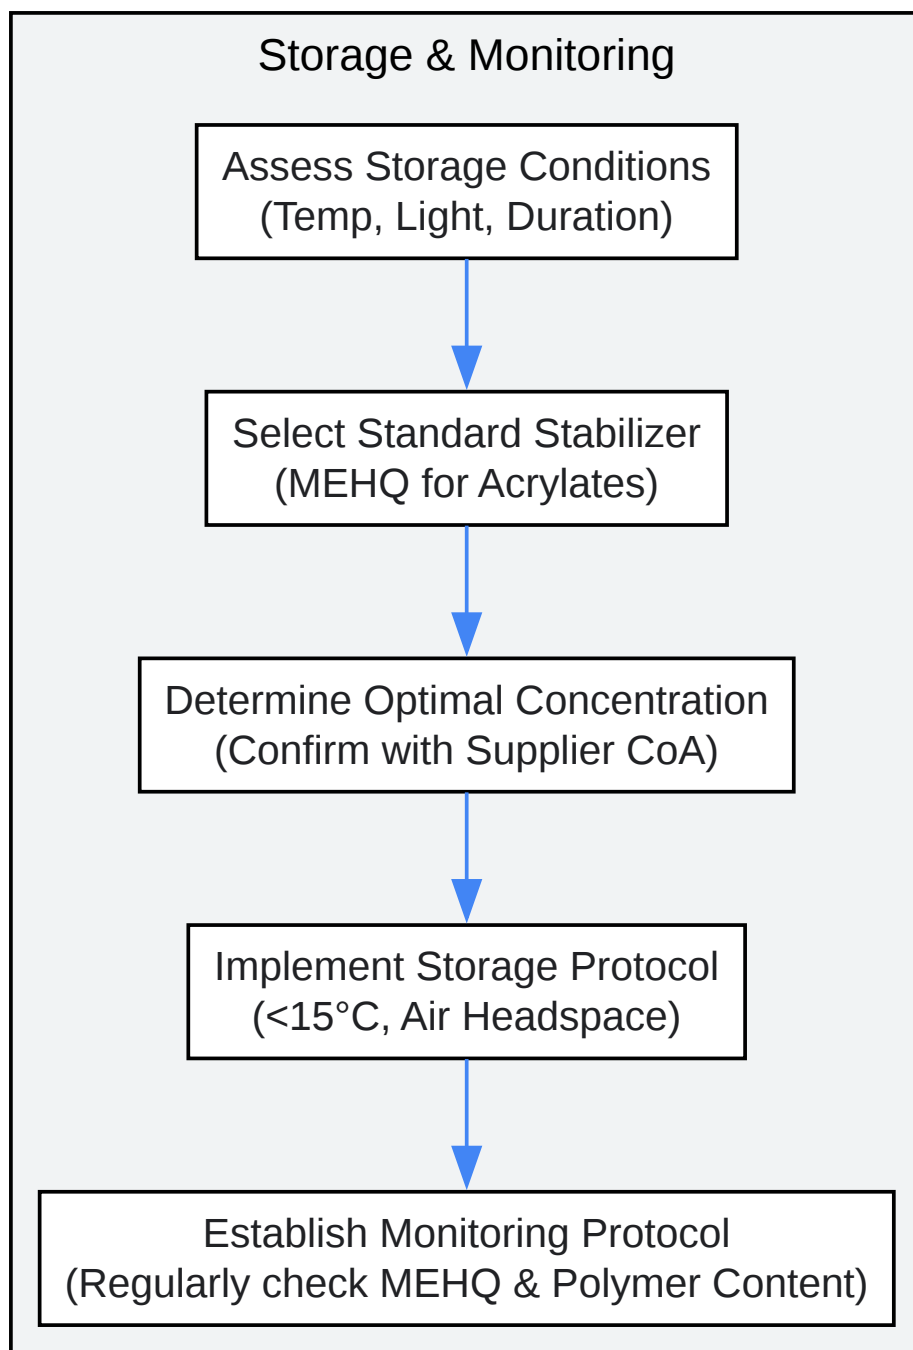 Storage & Monitoring
Assess Storage Conditions
(Temp, Light, Duration)
Select Standard Stabilizer
(MEHQ for Acrylates)
Determine Optimal Concentration
(Confirm with Supplier CoA)
Implement Storage Protocol
(<15°C, Air Headspace)
Establish Monitoring Protocol
(Regularly check MEHQ & Polymer Content)